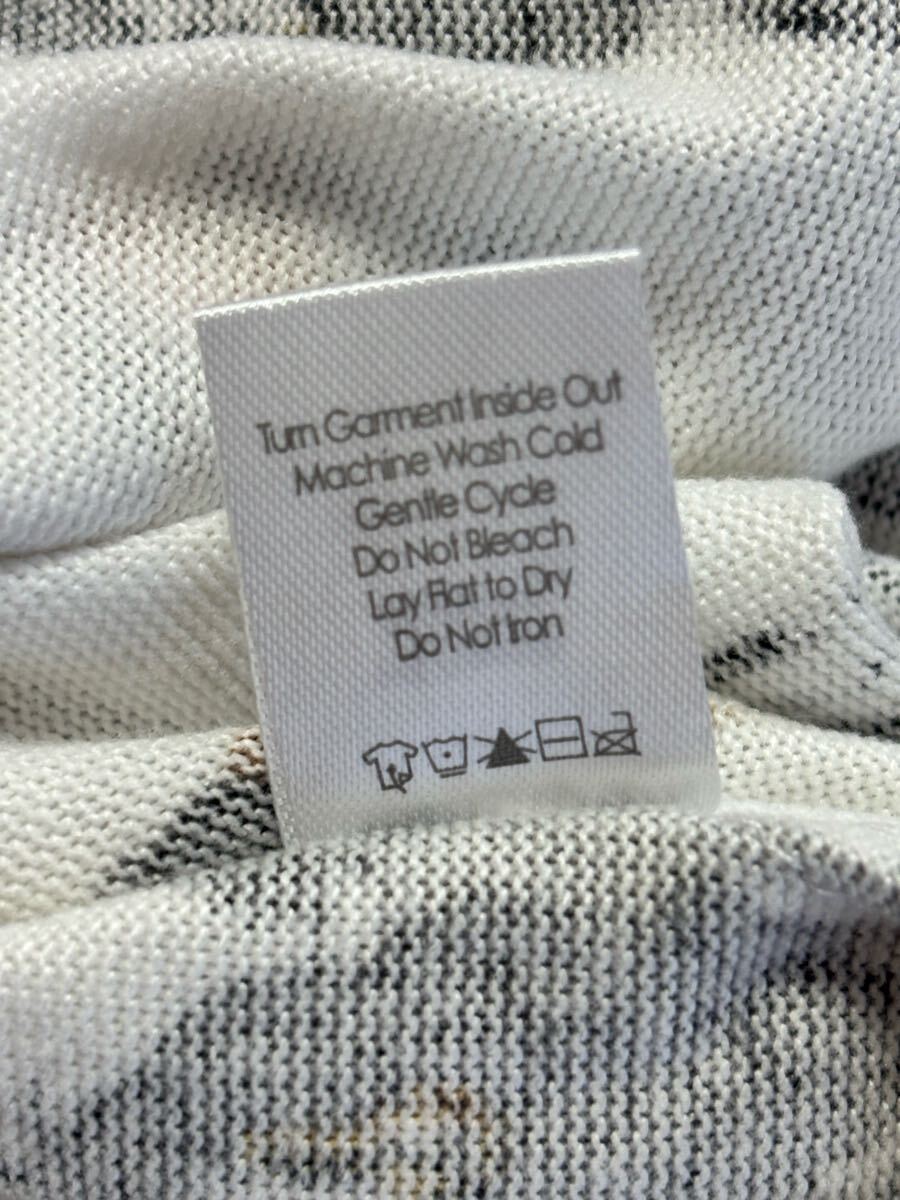 Turn Garment Inside Out
Machine Wash Cold
Gentle Cycle
Do Not Bleach
Lay Flat to Dry
Do Not Iron